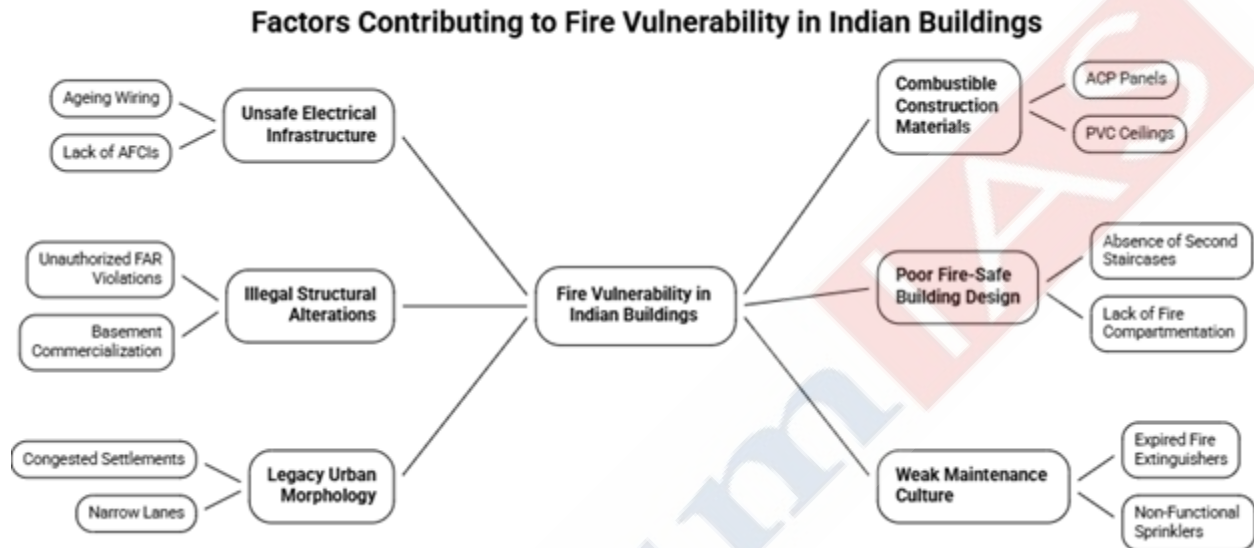 Factors Contributing to Fire Vulnerability in Indian Buildings
Ageing Wiring
Lack of AFCIs
Unsafe Electrical
Infrastructure
Unauthorized FAR
Violations
Basement
Commercialization
Illegal Structural
Alterations
Congested Settlements
Narrow Lanes
Legacy Urban
Morphology
Fire Vulnerability in
Indian Buildings
Combustible
Construction
Materials
ACP Panels
PVC Ceilings
Poor Fire-Safe
Building Design
Absence of Second
Staircases
Lack of Fire
Compartmentation
Weak Maintenance
Culture
Expired Fire
Extinguishers
Non-Functional
Sprinklers
m IAS